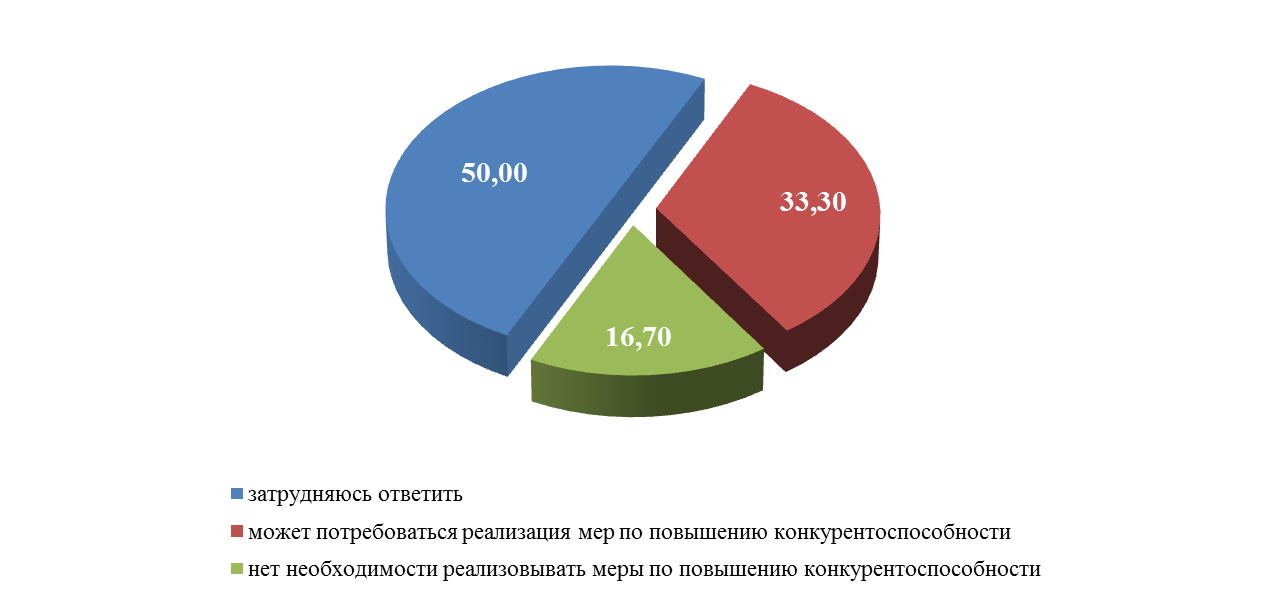 50,00
33,30
16,70
затрудняюсь ответить
может потребоваться реализация мер по повышению конкурентоспособности
нет необходимости реализовывать меры по повышению конкурентоспособности